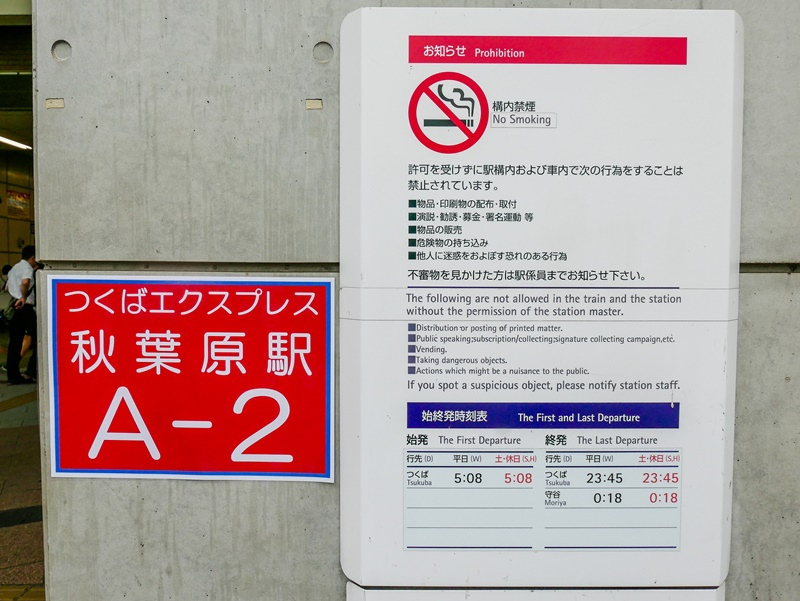 つくばエクスプレス
秋葉原駅
A-2
お知らせ Prohibition
構内禁煙
No Smoking
許可を受けずに駅構内および車内で次の行為をすることは
禁止されています。
■物品・印刷物の配布・取付
■演説・勧誘・募金・署名運動 等
■物品の販売
■危険物の持ち込み
■他人に迷惑をおよぼす恐れのある行為
不審物を見かけた方は駅係員までお知らせ下さい。
The following are not allowed in the train and the station
without the permission of the station master.
■Distribution or posting of printed matter.
■Public speaking;subscription/collecting;signature collecting campaign,etc.
■Vending.
■Taking dangerous objects.
■Actions which might be a nuisance to the public.
If you spot a suspicious object, please notify station staff.
始終発時刻表 The First and Last Departure
始発 The First Departure
行先(D) 平日(W) 土・休日(S,H)
つくば 5:08 5:08
Tsukuba
終発 The Last Departure
行先(D) 平日(W) 土・休日(S,H)
つくば 23:45 23:45
Tsukuba
守谷 0:18 0:18
Moriya